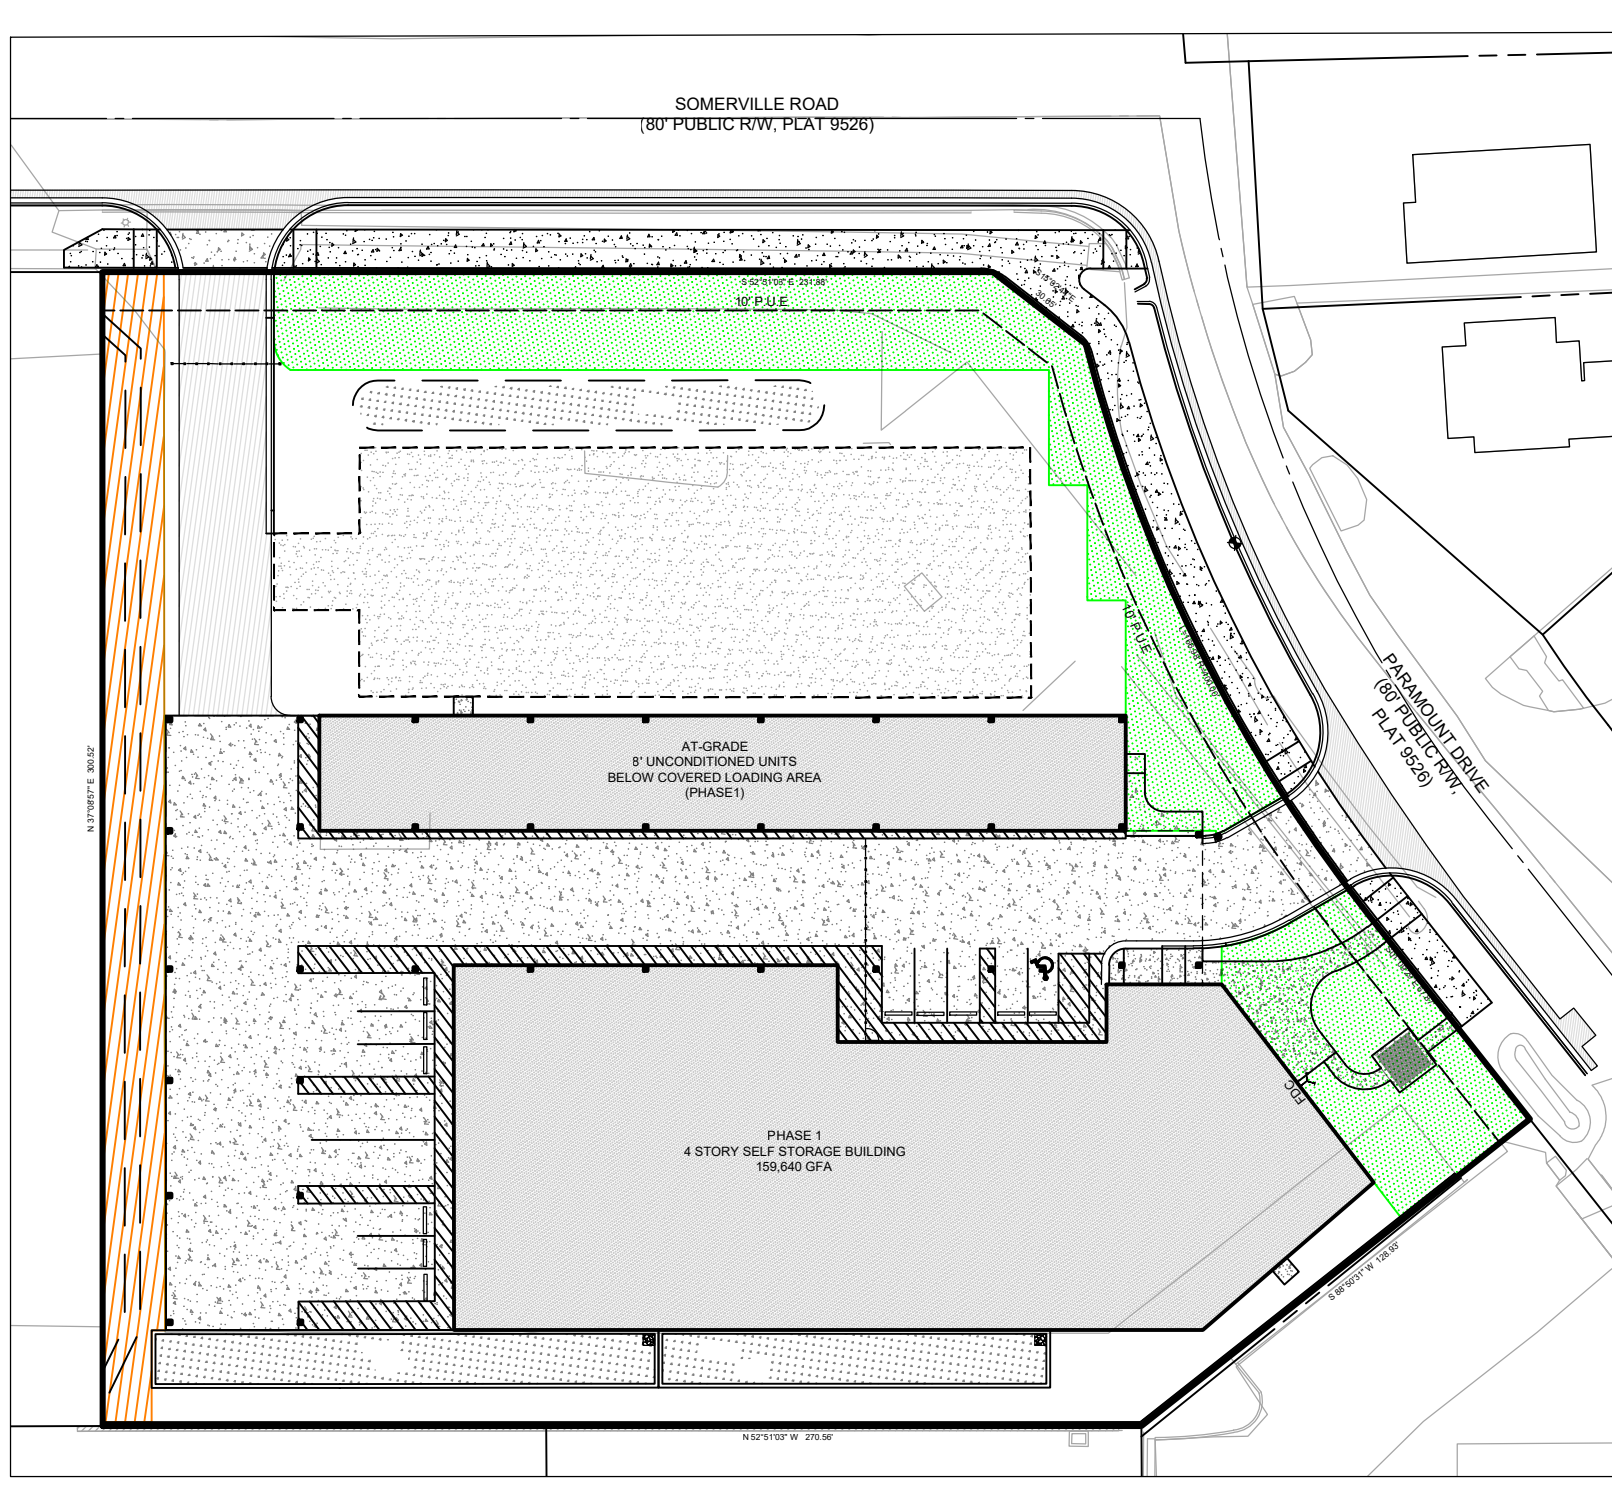 SOMERVILLE ROAD
(80' PUBLIC R/W, PLAT 9526)
S 52°51'03" E 231.88'
10' P.U.E
10' P.U.E
PARAMOUNT DRIVE
(80' PUBLIC R/W,
PLAT 9526)
AT-GRADE
8' UNCONDITIONED UNITS
BELOW COVERED LOADING AREA
(PHASE1)
N 37°08'57" E 300.52'
FDC
PHASE 1
4 STORY SELF STORAGE BUILDING
159,640 GFA
S 88°50'31" W 128.93'
N 52°51'03" W 270.56'